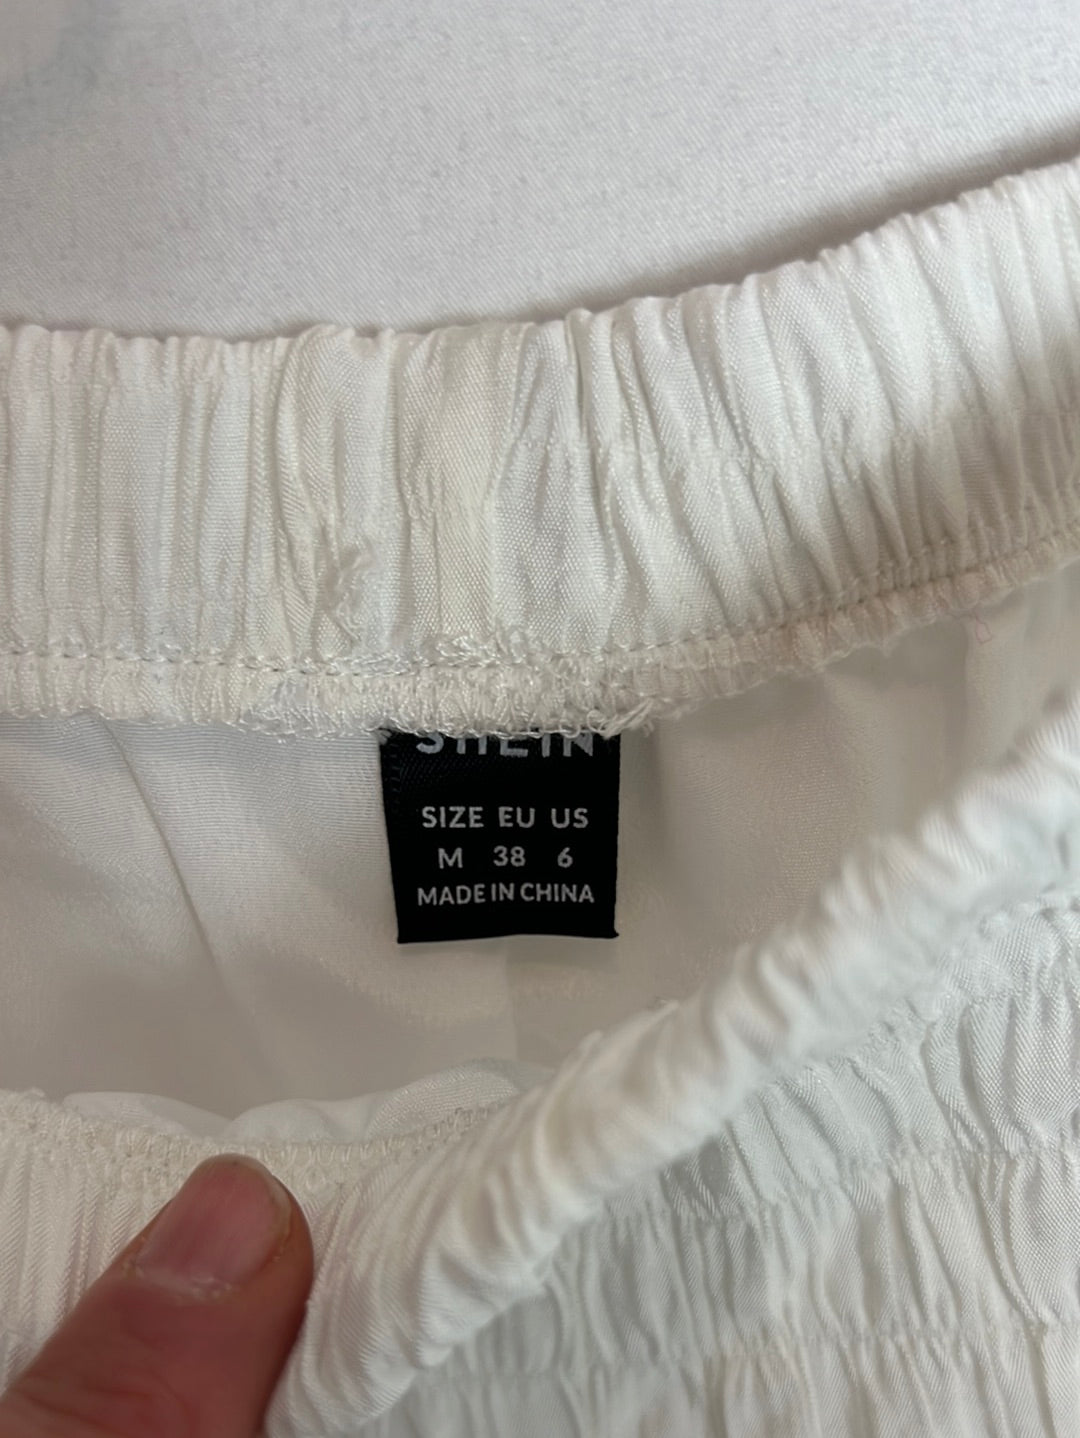 SHEIN
SIZE EU US
M 38 6
MADE IN CHINA